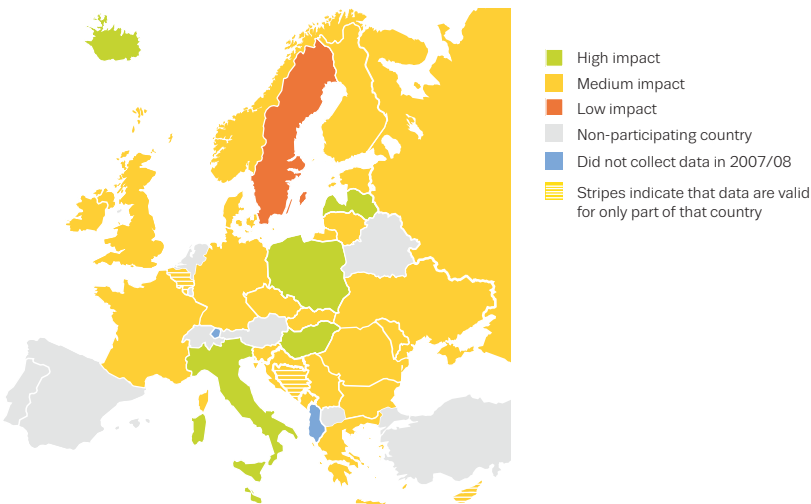 High impact
Medium impact
Low impact
Non-participating country
Did not collect data in 2007/08
Stripes indicate that data are valid
for only part of that country